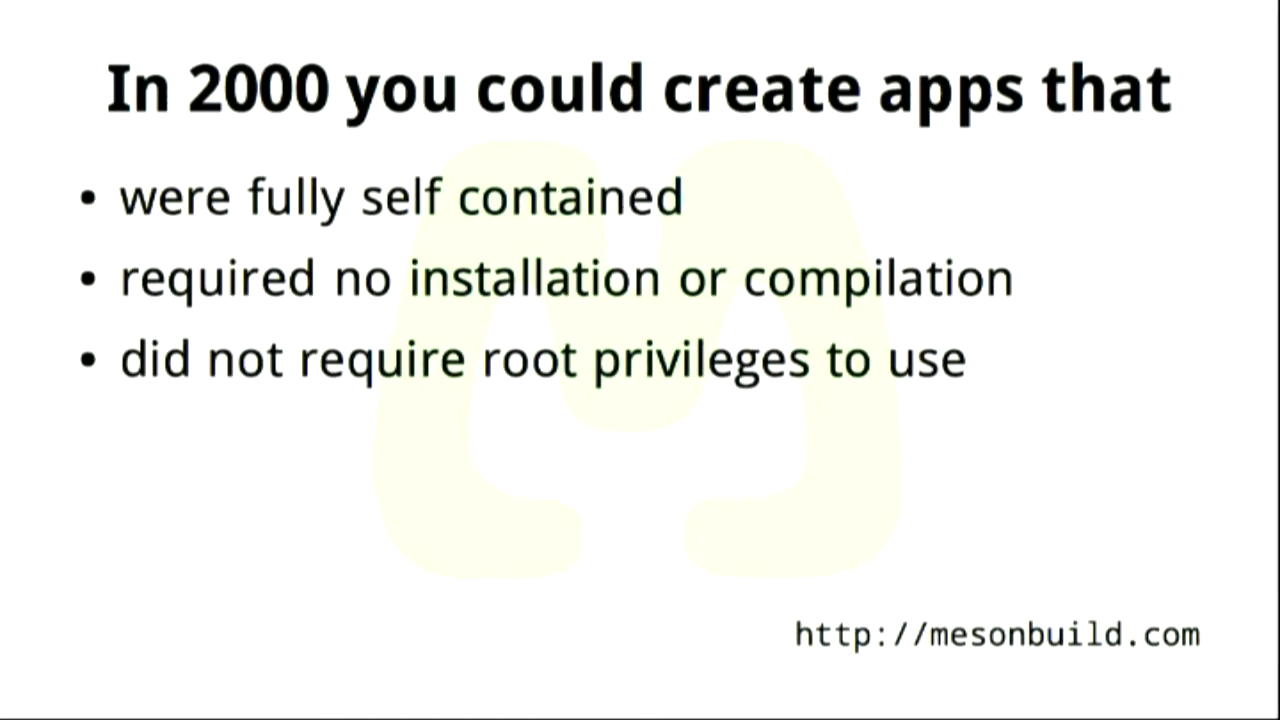 In 2000 you could create apps that
• were fully self contained
• required no installation or compilation
• did not require root privileges to use
http://mesonbuild.com